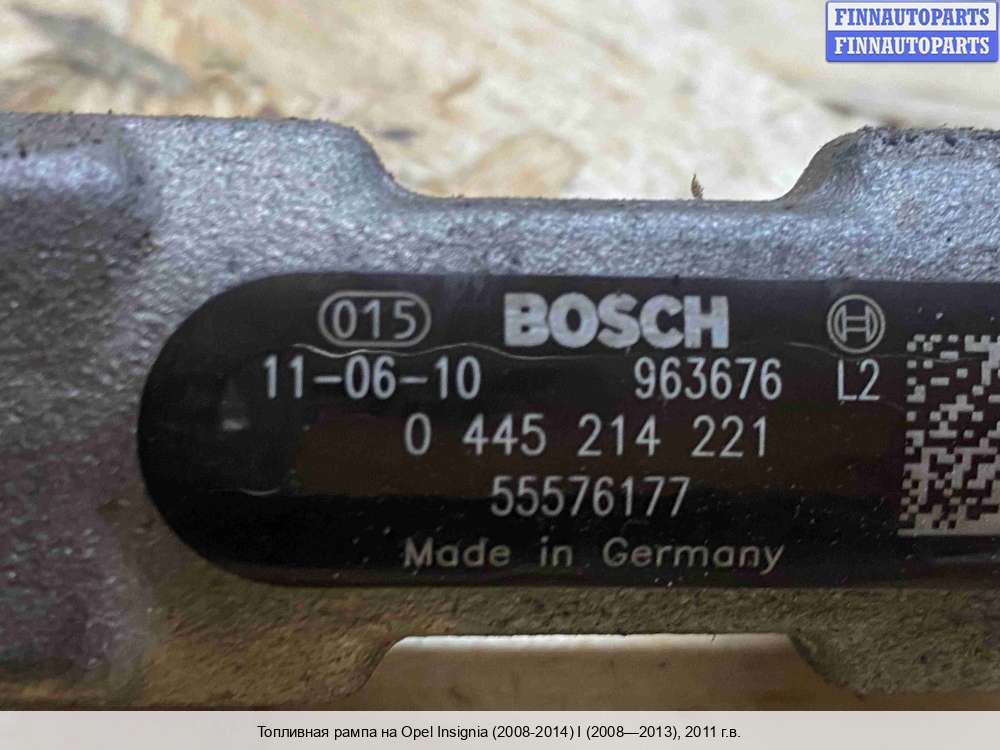 FINNAUTOPARTS
FINNAUTOPARTS
015 BOSCH
11-06-10 963676 L2
0 445 214 221
55576177
Made in Germany
Топливная рампа на Opel Insignia (2008-2014) I (2008—2013), 2011 г.в.